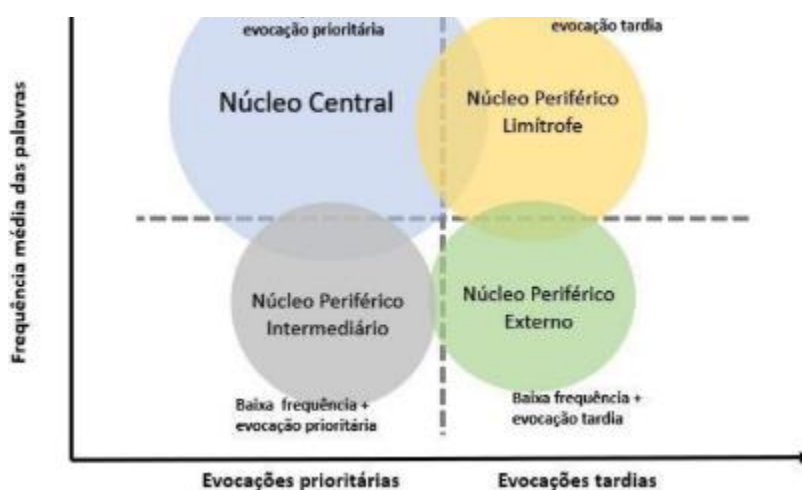 evocação prioritária
evocação tardia
Núcleo Central
Núcleo Periférico
Limítrofe
Frequência média das palavras
Núcleo Periférico
Intermediário
Núcleo Periférico
Externo
Baixa frequência +
evocação prioritária
Baixa frequência +
evocação tardia
Evocações prioritárias
Evocações tardias